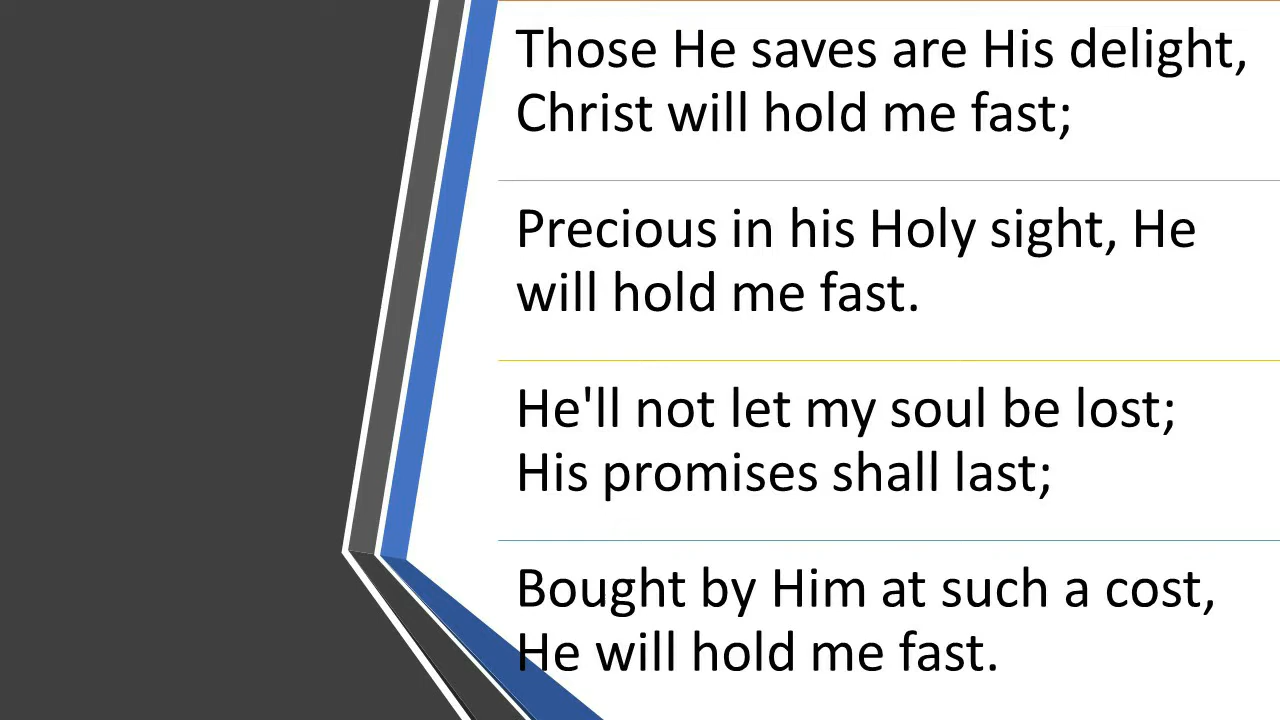 Those He saves are His delight,
Christ will hold me fast;
Precious in his Holy sight, He
will hold me fast.
He'll not let my soul be lost;
His promises shall last;
Bought by Him at such a cost,
He will hold me fast.